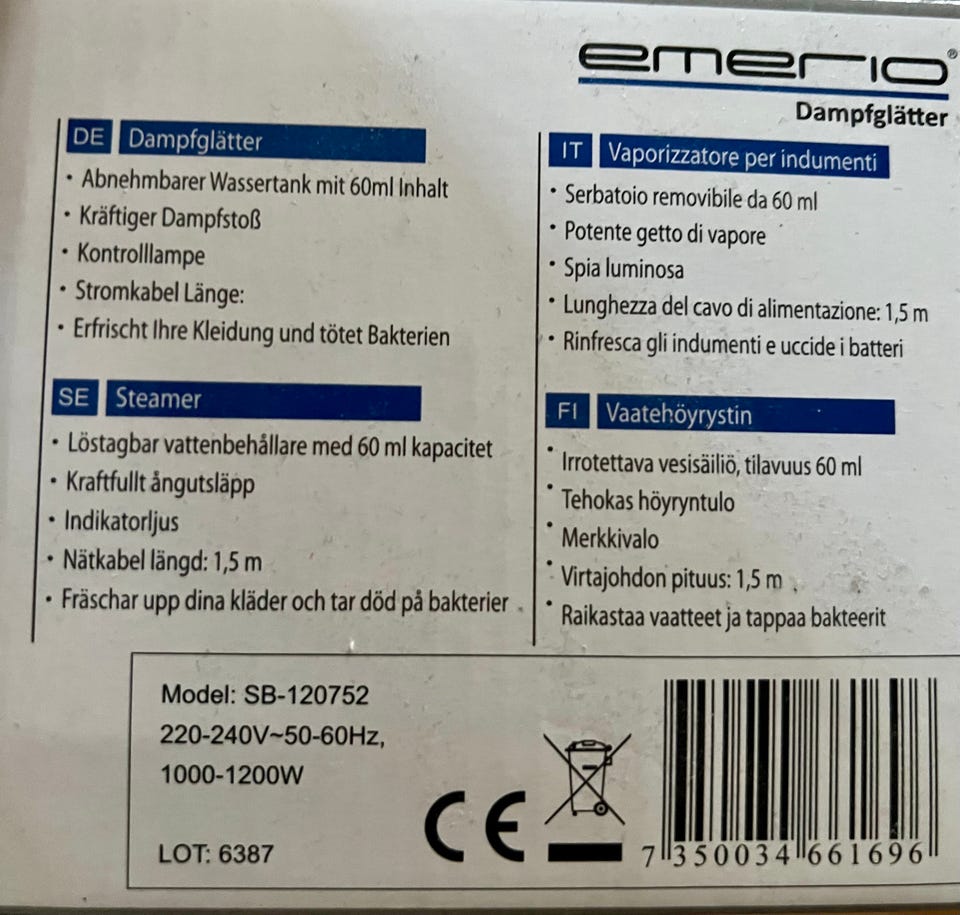 emerio®
Dampfglätter
DE Dampfglätter
• Abnehmbarer Wassertank mit 60ml Inhalt
• Kräftiger Dampfstoß
• Kontrolllampe
• Stromkabel Länge:
• Erfrischt Ihre Kleidung und tötet Bakterien
SE Steamer
• Löstagbar vattenbehållare med 60 ml kapacitet
• Kraftfullt ångutsläpp
• Indikatorljus
• Nätkabel längd: 1,5 m
• Fräschar upp dina kläder och tar död på bakterier
IT Vaporizzatore per indumenti
• Serbatoio removibile da 60 ml
• Potente getto di vapore
• Spia luminosa
• Lunghezza del cavo di alimentazione: 1,5 m
• Rinfresca gli indumenti e uccide i batteri
FI Vaatehöyrystin
• Irrotettava vesisäiliö, tilavuus 60 ml
• Tehokas höyryntulo
• Merkkivalo
• Virtajohdon pituus: 1,5 m
• Raikastaa vaatteet ja tappaa bakteerit
Model: SB-120752
220-240V~50-60Hz,
1000-1200W
LOT: 6387
CE
7 350034 661696